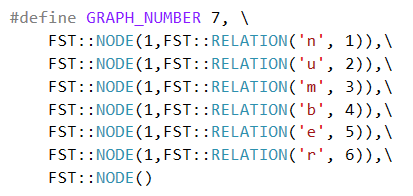 #define GRAPH_NUMBER 7, \
FST::NODE(1,FST::RELATION('n', 1)),\
FST::NODE(1,FST::RELATION('u', 2)),\
FST::NODE(1,FST::RELATION('m', 3)),\
FST::NODE(1,FST::RELATION('b', 4)),\
FST::NODE(1,FST::RELATION('e', 5)),\
FST::NODE(1,FST::RELATION('r', 6)),\
FST::NODE()